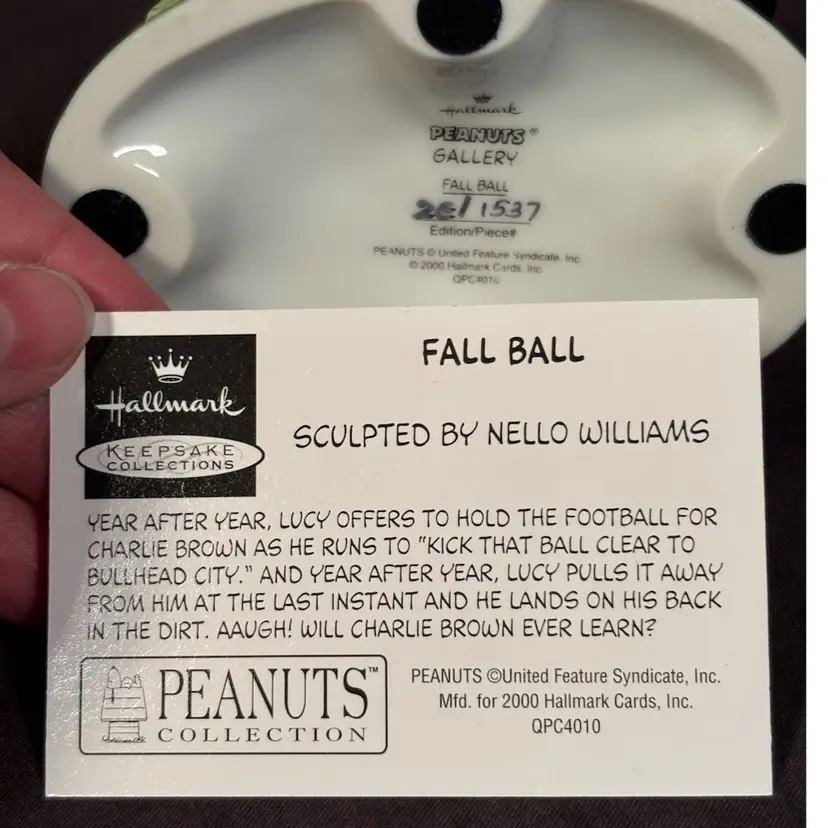 Hallmark
PEANUTS®
GALLERY
FALL BALL
2E/1537
Edition/Piece#
PEANUTS © United Feature Syndicate, Inc.
© 2000 Hallmark Cards, Inc.
QPC4010
Hallmark
KEEPSAKE
COLLECTIONS
FALL BALL
SCULPTED BY NELLO WILLIAMS
YEAR AFTER YEAR, LUCY OFFERS TO HOLD THE FOOTBALL FOR
CHARLIE BROWN AS HE RUNS TO "KICK THAT BALL CLEAR TO
BULLHEAD CITY." AND YEAR AFTER YEAR, LUCY PULLS IT AWAY
FROM HIM AT THE LAST INSTANT AND HE LANDS ON HIS BACK
IN THE DIRT. AAUGH! WILL CHARLIE BROWN EVER LEARN?
PEANUTS™
COLLECTION
PEANUTS ©United Feature Syndicate, Inc.
Mfd. for 2000 Hallmark Cards, Inc.
QPC4010